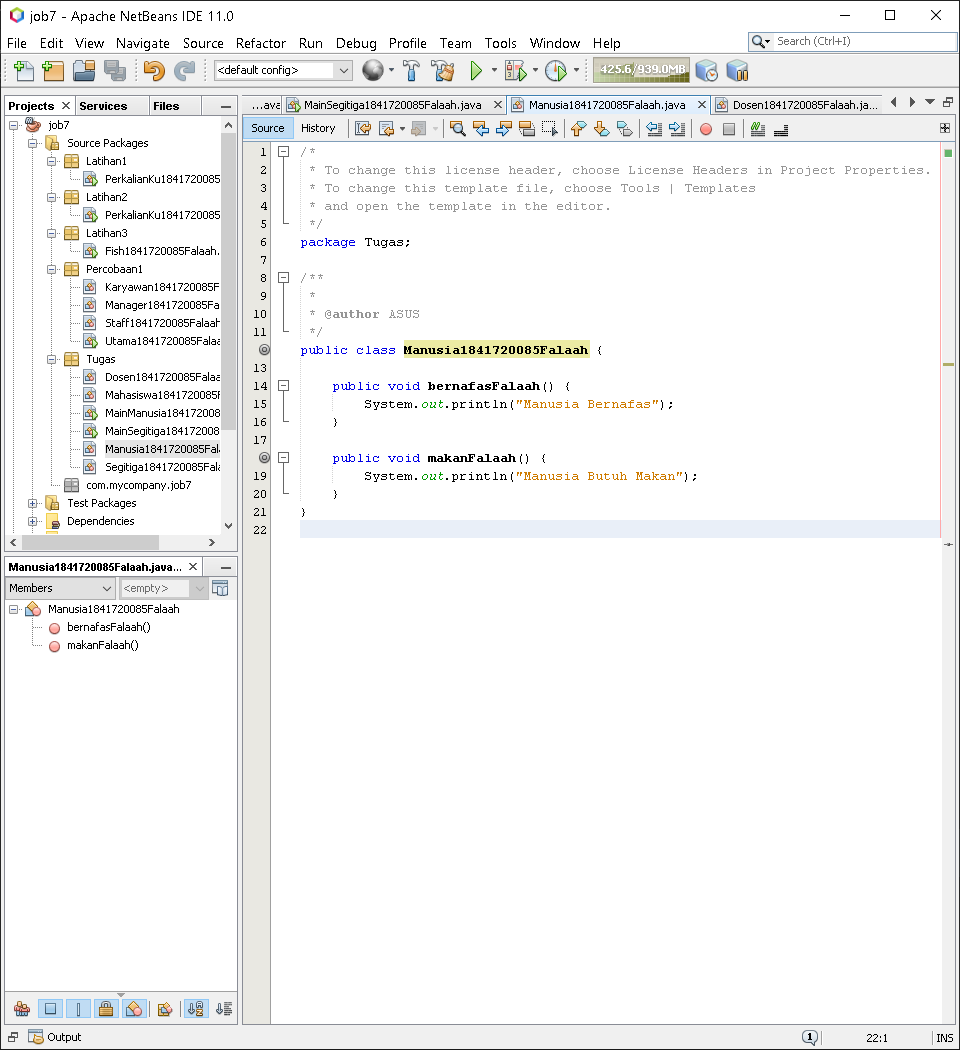 job7 - Apache NetBeans IDE 11.0
File Edit View Navigate Source Refactor Run Debug Profile Team Tools Window Help
Search (Ctrl+I)
<default config>
425.6/939.0MB
Projects Services Files
...ava MainSegitiga1841720085Falaah.java Manusia1841720085Falaah.java Dosen1841720085Falaah.ja...
Source History
job7
Source Packages
Latihan1
PerkalianKu1841720085
Latihan2
PerkalianKu1841720085
Latihan3
Fish1841720085Falaah.
Percobaan1
Karyawan1841720085F
Manager1841720085Fa
Staff1841720085Falaah
Utama1841720085Falaa
Tugas
Dosen1841720085Falaa
Mahasiswa1841720085F
MainManusia184172008
MainSegitiga184172008
Manusia1841720085Fala
Segitiga1841720085Fala
com.mycompany.job7
Test Packages
Dependencies
1 /*
2 * To change this license header, choose License Headers in Project Properties.
3 * To change this template file, choose Tools | Templates
4 * and open the template in the editor.
5 */
6 package Tugas;
7
8 /**
9 *
10 * @author ASUS
11 */
public class Manusia1841720085Falaah {
13
14 public void bernafasFalaah() {
15 System.out.println("Manusia Bernafas");
16 }
17
public void makanFalaah() {
19 System.out.println("Manusia Butuh Makan");
20 }
21 }
22
Manusia1841720085Falaah.java...
Members <empty>
Manusia1841720085Falaah
bernafasFalaah()
makanFalaah()
Output
1
22:1
INS